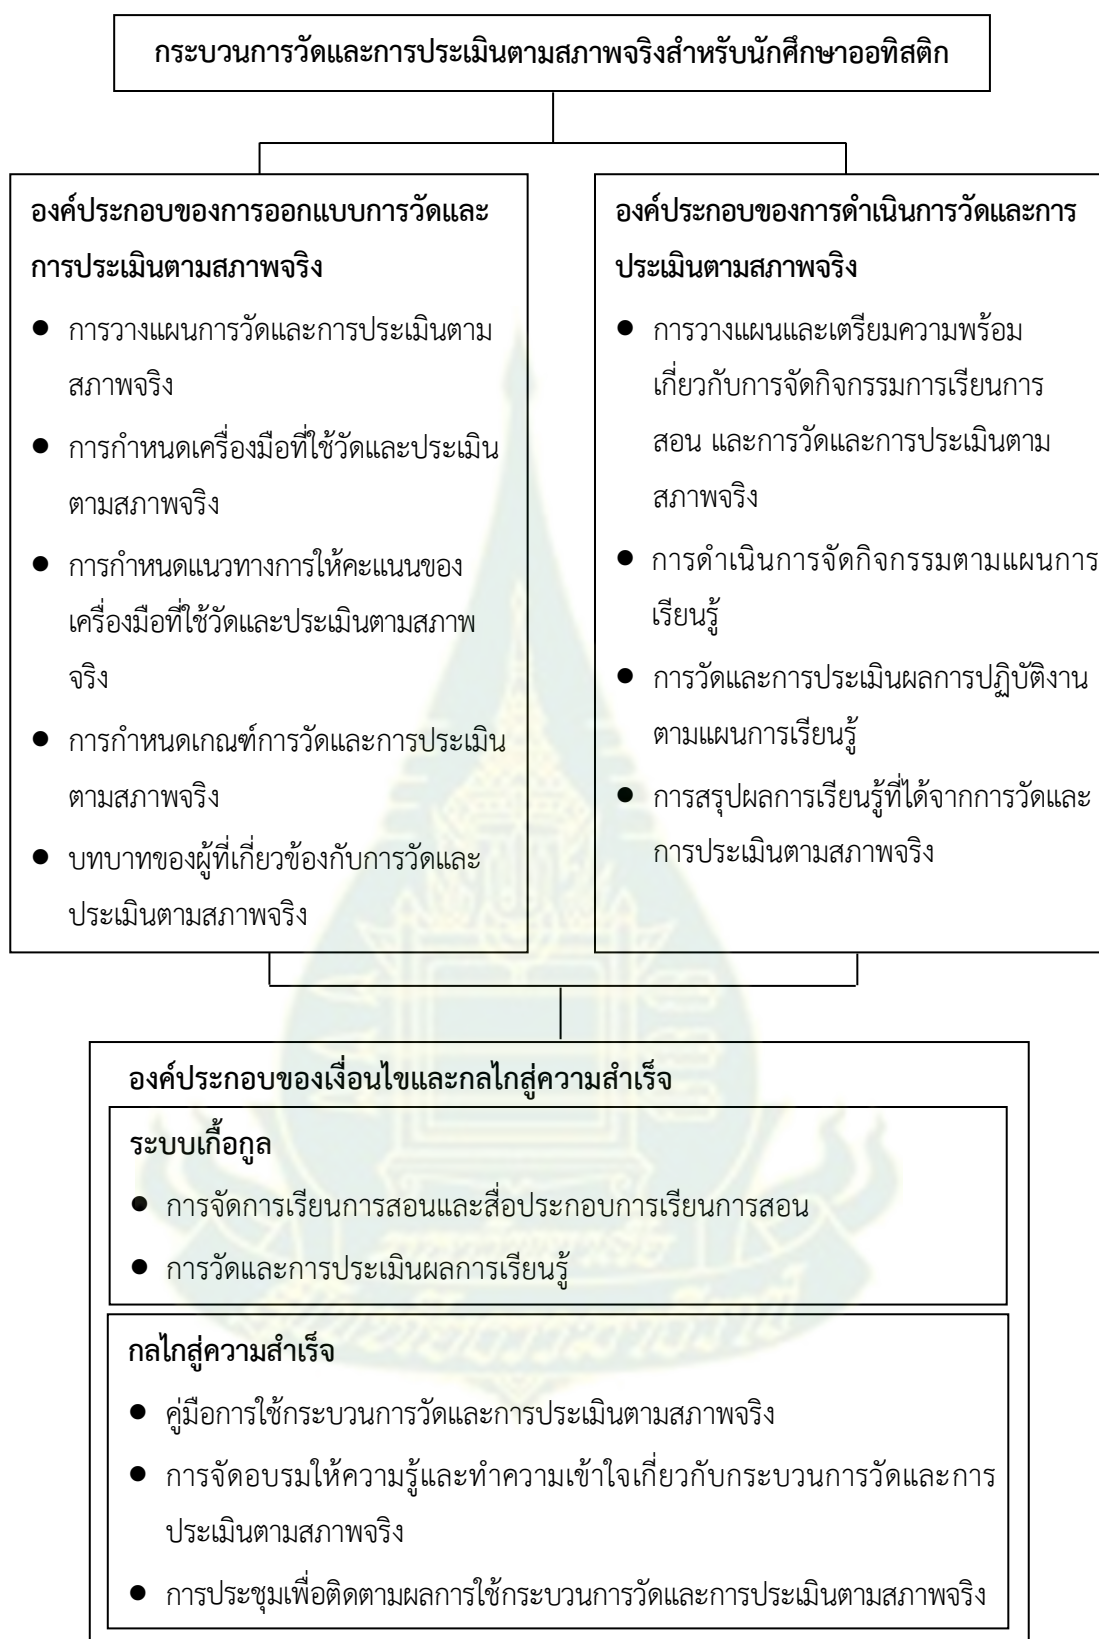 กระบวนการวัดและการประเมินตามสภาพจริงสำหรับนักศึกษาออทิสติก
องค์ประกอบของการออกแบบการวัดและ
การประเมินตามสภาพจริง
● การวางแผนการวัดและการประเมินตาม
สภาพจริง
● การกำหนดเครื่องมือที่ใช้วัดและประเมิน
ตามสภาพจริง
● การกำหนดแนวทางการให้คะแนนของ
เครื่องมือที่ใช้วัดและประเมินตามสภาพ
จริง
● การกำหนดเกณฑ์การวัดและการประเมิน
ตามสภาพจริง
● บทบาทของผู้ที่เกี่ยวข้องกับการวัดและ
ประเมินตามสภาพจริง
องค์ประกอบของการดำเนินการวัดและการ
ประเมินตามสภาพจริง
● การวางแผนและเตรียมความพร้อม
เกี่ยวกับการจัดกิจกรรมการเรียนการ
สอน และการวัดและการประเมินตาม
สภาพจริง
● การดำเนินการจัดกิจกรรมตามแผนการ
เรียนรู้
● การวัดและการประเมินผลการปฏิบัติงาน
ตามแผนการเรียนรู้
● การสรุปผลการเรียนรู้ที่ได้จากการวัดและ
การประเมินตามสภาพจริง
องค์ประกอบของเงื่อนไขและกลไกสู่ความสำเร็จ
ระบบเกื้อกูล
● การจัดการเรียนการสอนและสื่อประกอบการเรียนการสอน
● การวัดและการประเมินผลการเรียนรู้
กลไกสู่ความสำเร็จ
● คู่มือการใช้กระบวนการวัดและการประเมินตามสภาพจริง
● การจัดอบรมให้ความรู้และทำความเข้าใจเกี่ยวกับกระบวนการวัดและการ
ประเมินตามสภาพจริง
● การประชุมเพื่อติดตามผลการใช้กระบวนการวัดและการประเมินตามสภาพจริง